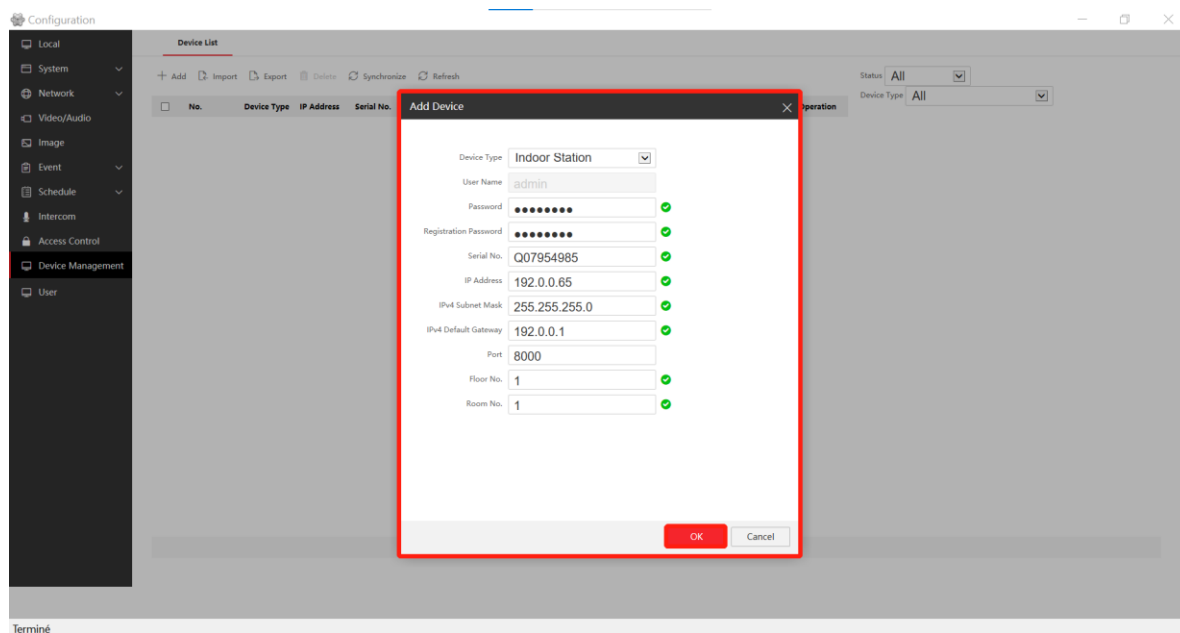 Configuration
Local
System
Network
Video/Audio
Image
Event
Schedule
Intercom
Access Control
Device Management
User
Device List
Add Import Export Delete Synchronize Refresh
Status All
Device Type All
No. Device Type IP Address Serial No. Operation
Add Device
Device Type Indoor Station
User Name admin
Password ●●●●●●●●
Registration Password ●●●●●●●●
Serial No. Q07954985
IP Address 192.0.0.65
IPv4 Subnet Mask 255.255.255.0
IPv4 Default Gateway 192.0.0.1
Port 8000
Floor No. 1
Room No. 1
OK Cancel
Terminé